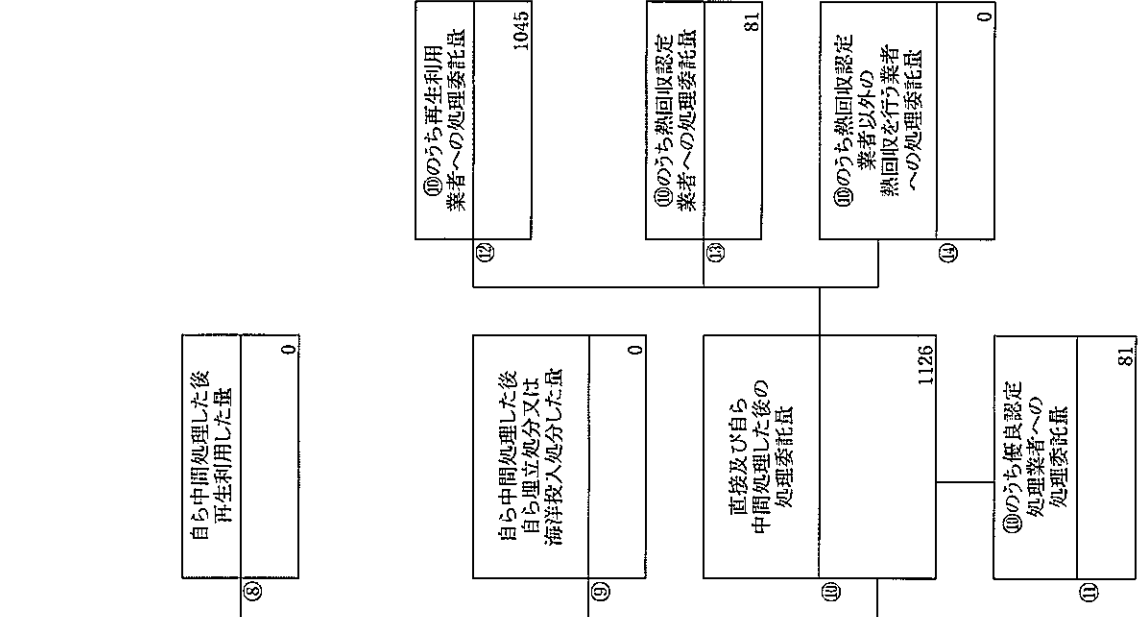 ⑧
自ら中間処理した後
再生利用した量
0
⑨
自ら中間処理した後
自ら埋立処分又は
海洋投入処分した量
0
⑩
直接及び自ら
中間処理した後の
処理委託量
1126
⑪
⑩のうち優良認定
処理業者への
処理委託量
81
⑫
⑩のうち再生利用
業者への処理委託量
1045
⑬
⑩のうち熱回収認定
業者への処理委託量
81
⑭
⑩のうち熱回収認定
業者以外の
熱回収を行う業者
への処理委託量
0